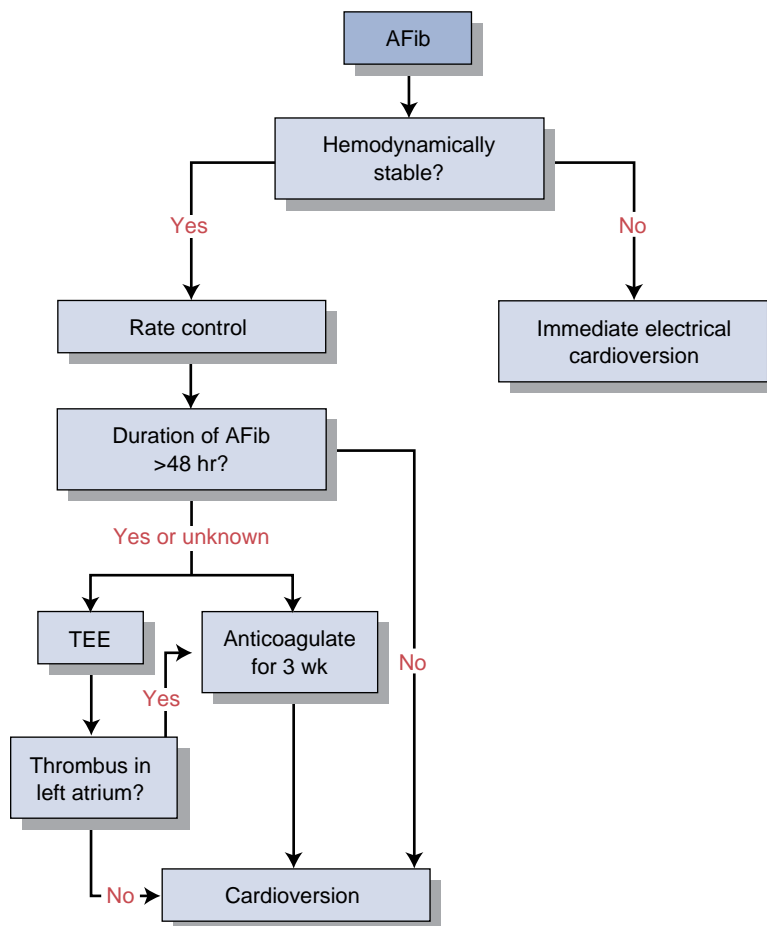 AFib
Hemodynamically
stable?
Yes
No
Rate control
Immediate electrical
cardioversion
Duration of AFib
>48 hr?
Yes or unknown
TEE
Anticoagulate
for 3 wk
No
Yes
Thrombus in
left atrium?
No
Cardioversion